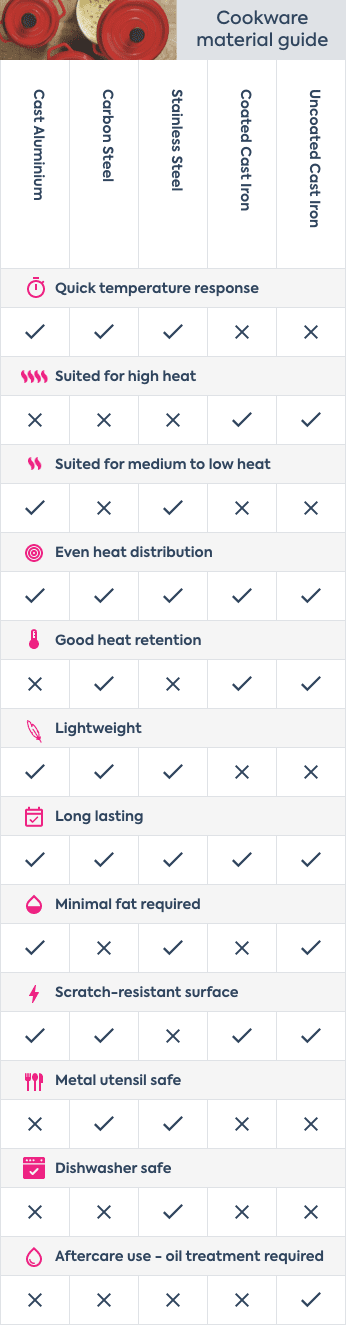 Cookware
material guide
Cast Aluminium
Carbon Steel
Stainless Steel
Coated Cast Iron
Uncoated Cast Iron
Quick temperature response
Suited for high heat
Suited for medium to low heat
Even heat distribution
Good heat retention
Lightweight
Long lasting
Minimal fat required
Scratch-resistant surface
Metal utensil safe
Dishwasher safe
Aftercare use - oil treatment required